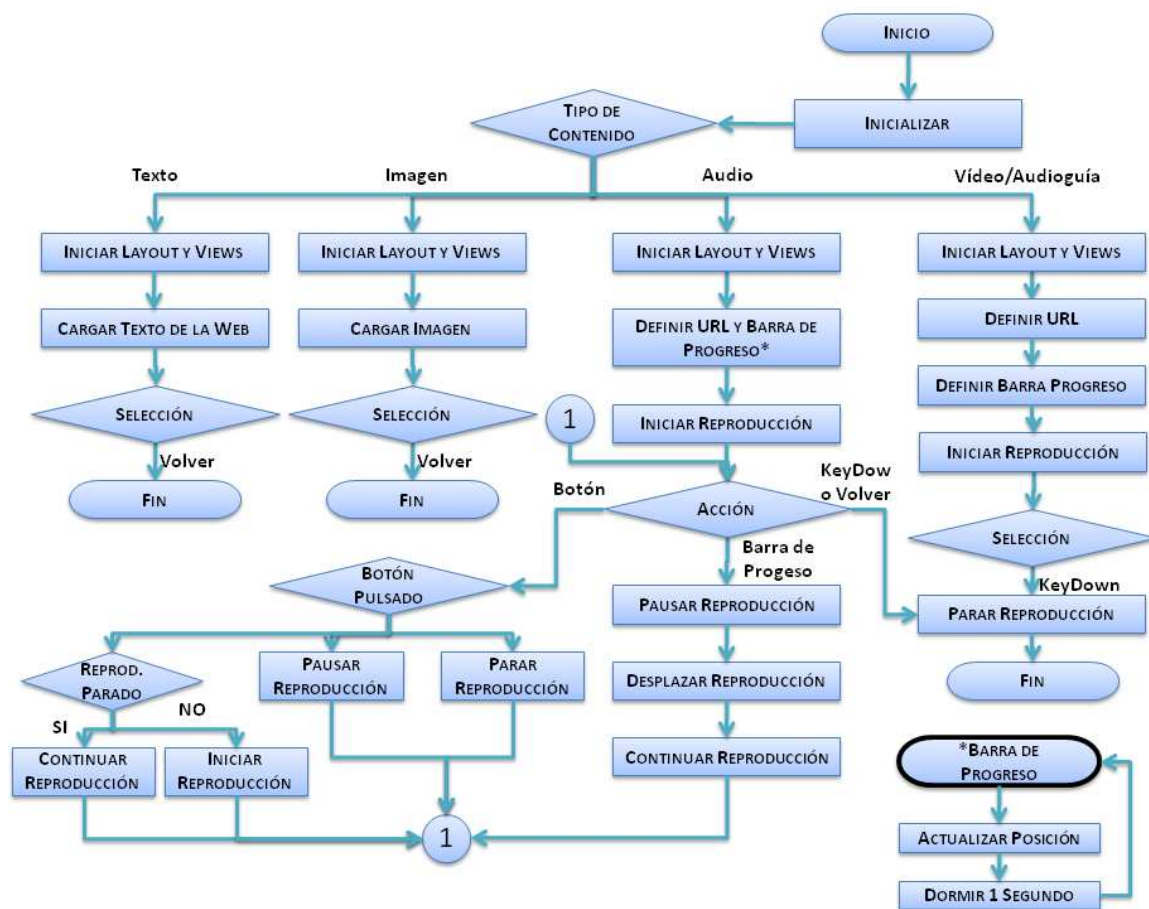 INICIO
INICIALIZAR
TIPO DE
CONTENIDO
Texto
Imagen
Audio
Vídeo/Audioguía
INICIAR LAYOUT Y VIEWS
INICIAR LAYOUT Y VIEWS
INICIAR LAYOUT Y VIEWS
INICIAR LAYOUT Y VIEWS
CARGAR TEXTO DE LA WEB
CARGAR IMAGEN
DEFINIR URL Y BARRA DE
PROGRESO*
DEFINIR URL
DEFINIR BARRA PROGRESO
SELECCIÓN
SELECCIÓN
1
INICIAR REPRODUCCIÓN
INICIAR REPRODUCCIÓN
Volver
Volver
FIN
FIN
Botón
ACCIÓN
KeyDow
o Volver
SELECCIÓN
Barra de
Progeso
KeyDown
BOTÓN
PULSADO
PAUSAR REPRODUCCIÓN
PARAR REPRODUCCIÓN
REPROD.
PARADO
PAUSAR
REPRODUCCIÓN
PARAR
REPRODUCCIÓN
DESPLAZAR REPRODUCCIÓN
FIN
SI
NO
CONTINUAR
REPRODUCCIÓN
INICIAR
REPRODUCCIÓN
CONTINUAR REPRODUCCIÓN
*BARRA DE
PROGRESO
1
ACTUALIZAR POSICIÓN
DORMIR 1 SEGUNDO